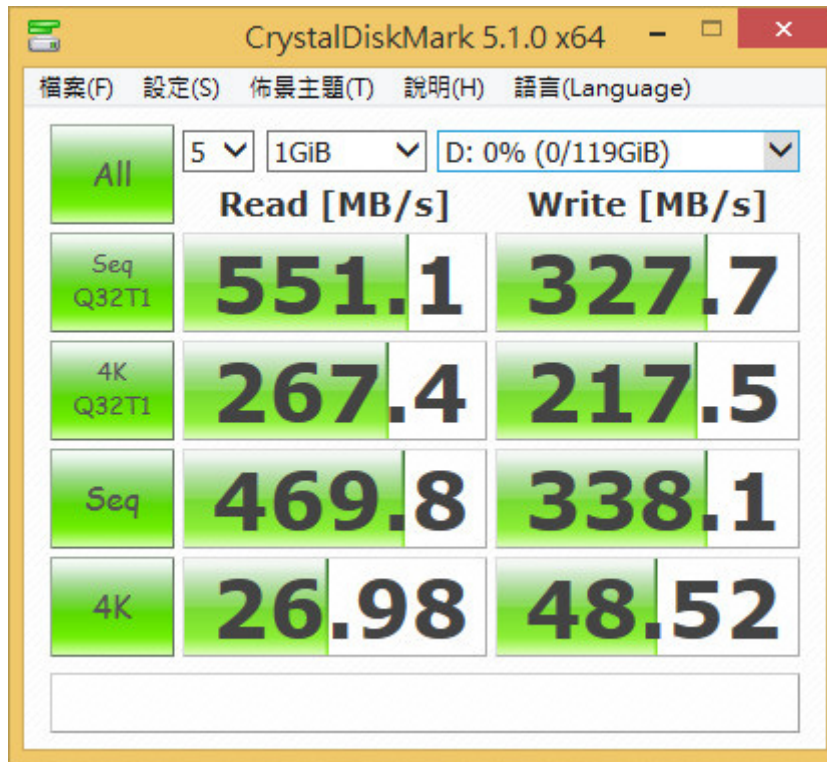 CrystalDiskMark 5.1.0 x64
檔案(F) 設定(S) 佈景主題(T) 說明(H) 語言(Language)
All 5 1GiB D: 0% (0/119GiB)
Read [MB/s] Write [MB/s]
Seq Q32T1 551.1 327.7
4K Q32T1 267.4 217.5
Seq 469.8 338.1
4K 26.98 48.52